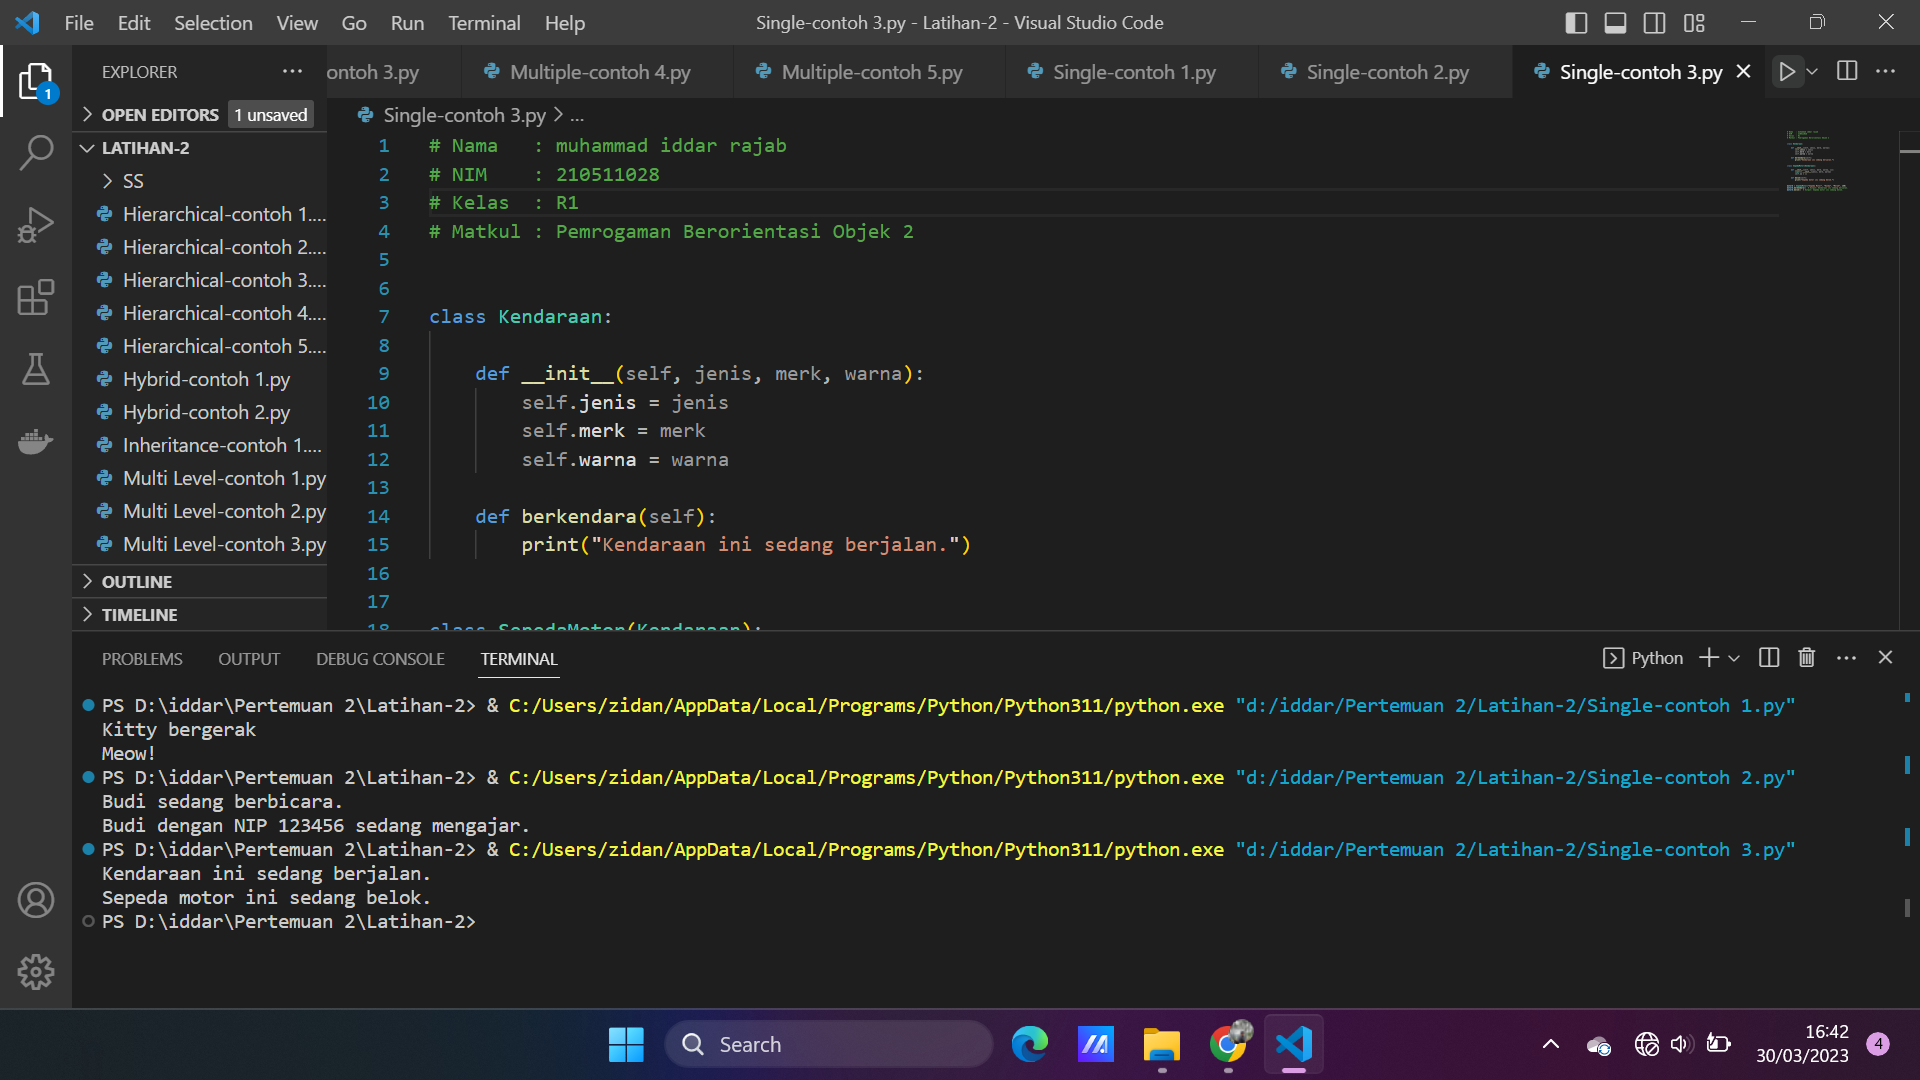 File Edit Selection View Go Run Terminal Help
Single-contoh 3.py - Latihan-2 - Visual Studio Code
EXPLORER
1
OPEN EDITORS 1 unsaved
LATIHAN-2
SS
Hierarchical-contoh 1....
Hierarchical-contoh 2....
Hierarchical-contoh 3....
Hierarchical-contoh 4....
Hierarchical-contoh 5....
Hybrid-contoh 1.py
Hybrid-contoh 2.py
Inheritance-contoh 1....
Multi Level-contoh 1.py
Multi Level-contoh 2.py
Multi Level-contoh 3.py
OUTLINE
TIMELINE
ontoh 3.py Multiple-contoh 4.py Multiple-contoh 5.py Single-contoh 1.py Single-contoh 2.py Single-contoh 3.py
Single-contoh 3.py > ...
1 # Nama   : muhammad iddar rajab
2 # NIM    : 210511028
3 # Kelas  : R1
4 # Matkul : Pemrogaman Berorientasi Objek 2
5
6
7 class Kendaraan:
8
9     def __init__(self, jenis, merk, warna):
10         self.jenis = jenis
11         self.merk = merk
12         self.warna = warna
13
14     def berkendara(self):
15         print("Kendaraan ini sedang berjalan.")
16
17
18 class SepedaMotor(Kendaraan):
PROBLEMS OUTPUT DEBUG CONSOLE TERMINAL
Python
PS D:\iddar\Pertemuan 2\Latihan-2> & C:/Users/zidan/AppData/Local/Programs/Python/Python311/python.exe "d:/iddar/Pertemuan 2/Latihan-2/Single-contoh 1.py"
Kitty bergerak
Meow!
PS D:\iddar\Pertemuan 2\Latihan-2> & C:/Users/zidan/AppData/Local/Programs/Python/Python311/python.exe "d:/iddar/Pertemuan 2/Latihan-2/Single-contoh 2.py"
Budi sedang berbicara.
Budi dengan NIP 123456 sedang mengajar.
PS D:\iddar\Pertemuan 2\Latihan-2> & C:/Users/zidan/AppData/Local/Programs/Python/Python311/python.exe "d:/iddar/Pertemuan 2/Latihan-2/Single-contoh 3.py"
Kendaraan ini sedang berjalan.
Sepeda motor ini sedang belok.
PS D:\iddar\Pertemuan 2\Latihan-2>
Search
16:42
30/03/2023
4